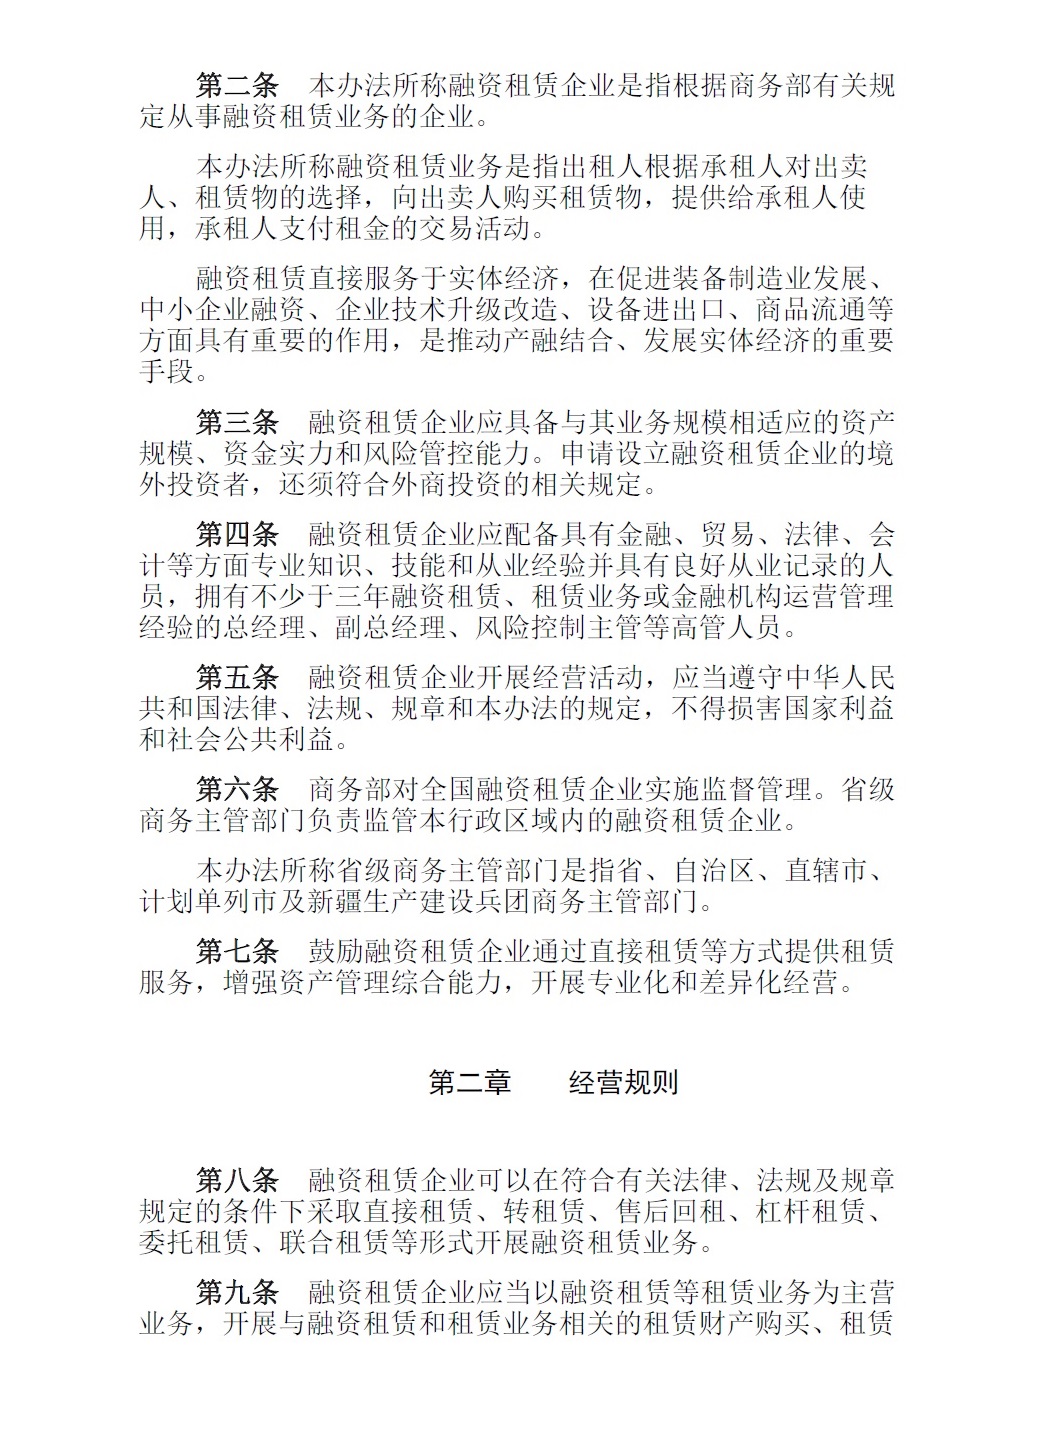 第二条　本办法所称融资租赁企业是指根据商务部有关规
定从事融资租赁业务的企业。
本办法所称融资租赁业务是指出租人根据承租人对出卖
人、租赁物的选择，向出卖人购买租赁物，提供给承租人使
用，承租人支付租金的交易活动。
融资租赁直接服务于实体经济，在促进装备制造业发展、
中小企业融资、企业技术升级改造、设备进出口、商品流通等
方面具有重要的作用，是推动产融结合、发展实体经济的重要
手段。
第三条　融资租赁企业应具备与其业务规模相适应的资产
规模、资金实力和风险管控能力。申请设立融资租赁企业的境
外投资者，还须符合外商投资的相关规定。
第四条　融资租赁企业应配备具有金融、贸易、法律、会
计等方面专业知识、技能和从业经验并具有良好从业记录的人
员，拥有不少于三年融资租赁、租赁业务或金融机构运营管理
经验的总经理、副总经理、风险控制主管等高管人员。
第五条　融资租赁企业开展经营活动，应当遵守中华人民
共和国法律、法规、规章和本办法的规定，不得损害国家利益
和社会公共利益。
第六条　商务部对全国融资租赁企业实施监督管理。省级
商务主管部门负责监管本行政区域内的融资租赁企业。
本办法所称省级商务主管部门是指省、自治区、直辖市、
计划单列市及新疆生产建设兵团商务主管部门。
第七条　鼓励融资租赁企业通过直接租赁等方式提供租赁
服务，增强资产管理综合能力，开展专业化和差异化经营。
第二章　　经营规则
第八条　融资租赁企业可以在符合有关法律、法规及规章
规定的条件下采取直接租赁、转租赁、售后回租、杠杆租赁、
委托租赁、联合租赁等形式开展融资租赁业务。
第九条　融资租赁企业应当以融资租赁等租赁业务为主营
业务，开展与融资租赁和租赁业务相关的租赁财产购买、租赁